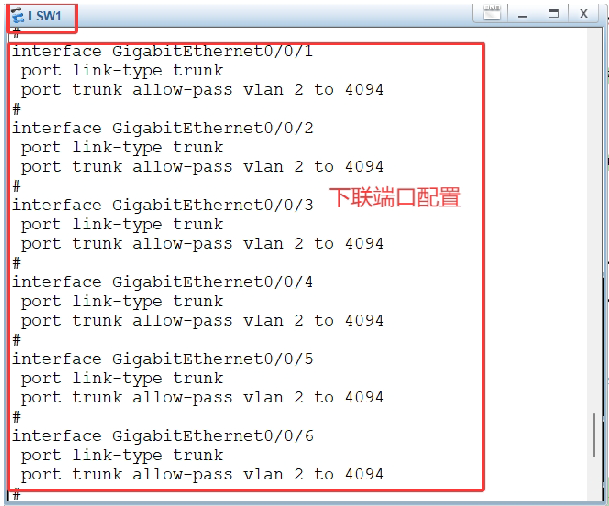 LSW1
#
interface GigabitEthernet0/0/1
port link-type trunk
port trunk allow-pass vlan 2 to 4094
#
interface GigabitEthernet0/0/2
port link-type trunk
port trunk allow-pass vlan 2 to 4094
#
interface GigabitEthernet0/0/3
下联端口配置
port link-type trunk
port trunk allow-pass vlan 2 to 4094
#
interface GigabitEthernet0/0/4
port link-type trunk
port trunk allow-pass vlan 2 to 4094
#
interface GigabitEthernet0/0/5
port link-type trunk
port trunk allow-pass vlan 2 to 4094
#
interface GigabitEthernet0/0/6
port link-type trunk
port trunk allow-pass vlan 2 to 4094
#